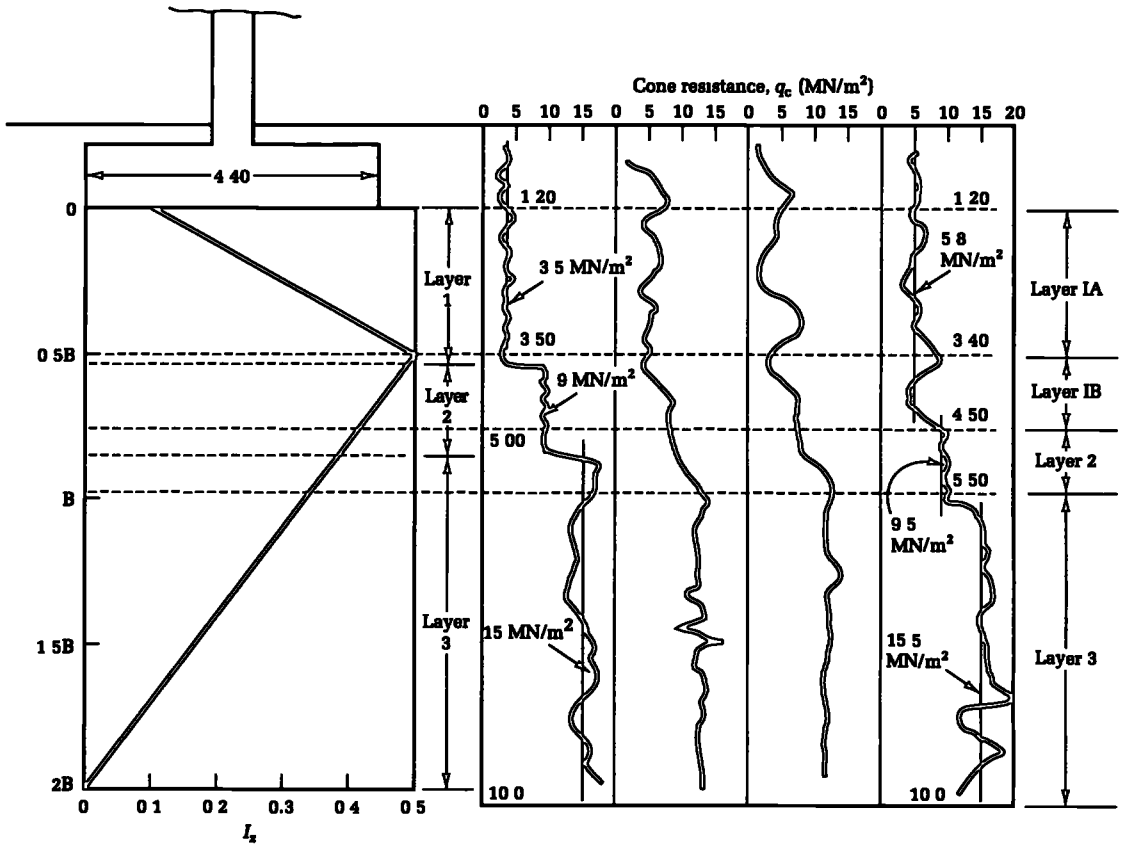 Cone resistance, qc (MN/m²)
0 5 10 15 0 5 10 15 0 5 10 15 0 5 10 15 20
4 40
0
1 20
1 20
5 8
MN/m²
Layer
1
3 5 MN/m²
Layer IA
3 50
3 40
0 5B
9 MN/m²
Layer
2
Layer IB
4 50
5 00
Layer 2
5 50
B
9 5
MN/m²
Layer
3
15 MN/m²
1 5B
15 5
MN/m²
Layer 3
2B
10 0
10 0
0 0 1 0 2 0.3 0 4 0 5
Iz